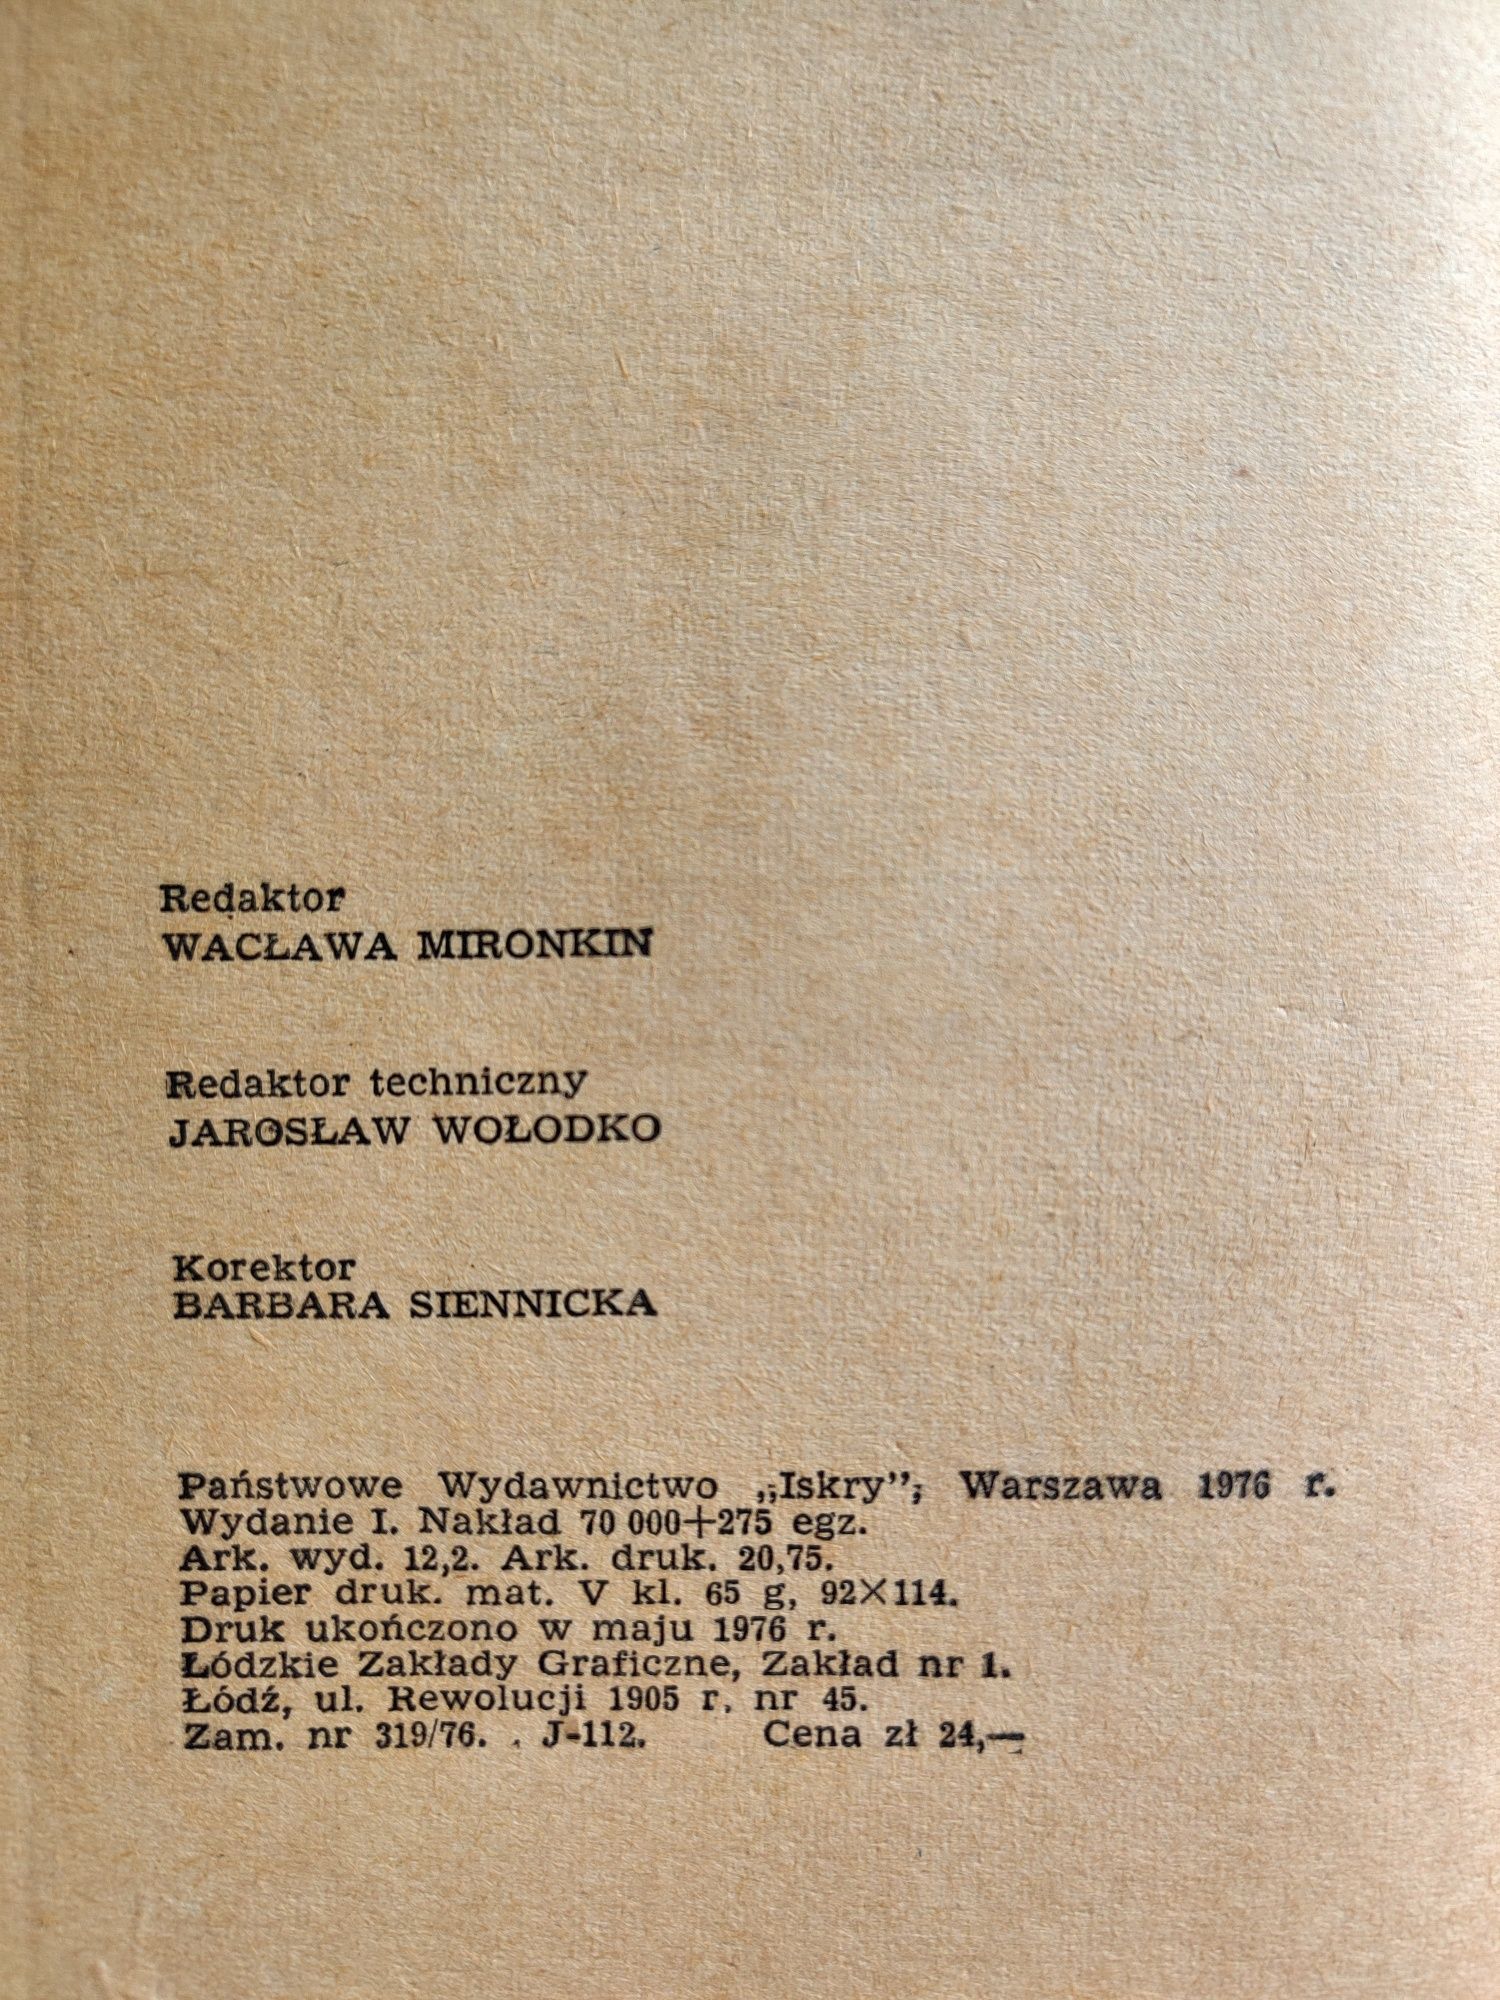 Redaktor
WACŁAWA MIRONKIN
Redaktor techniczny
JAROSŁAW WOŁODKO
Korektor
BARBARA SIENNICKA
Państwowe Wydawnictwo „Iskry”, Warszawa 1976 r.
Wydanie I. Nakład 70 000+275 egz.
Ark. wyd. 12,2. Ark. druk. 20,75.
Papier druk. mat. V kl. 65 g, 92×114.
Druk ukończono w maju 1976 r.
Łódzkie Zakłady Graficzne, Zakład nr 1.
Łódź, ul. Rewolucji 1905 r. nr 45.
Zam. nr 319/76. J-112. Cena zł 24,—